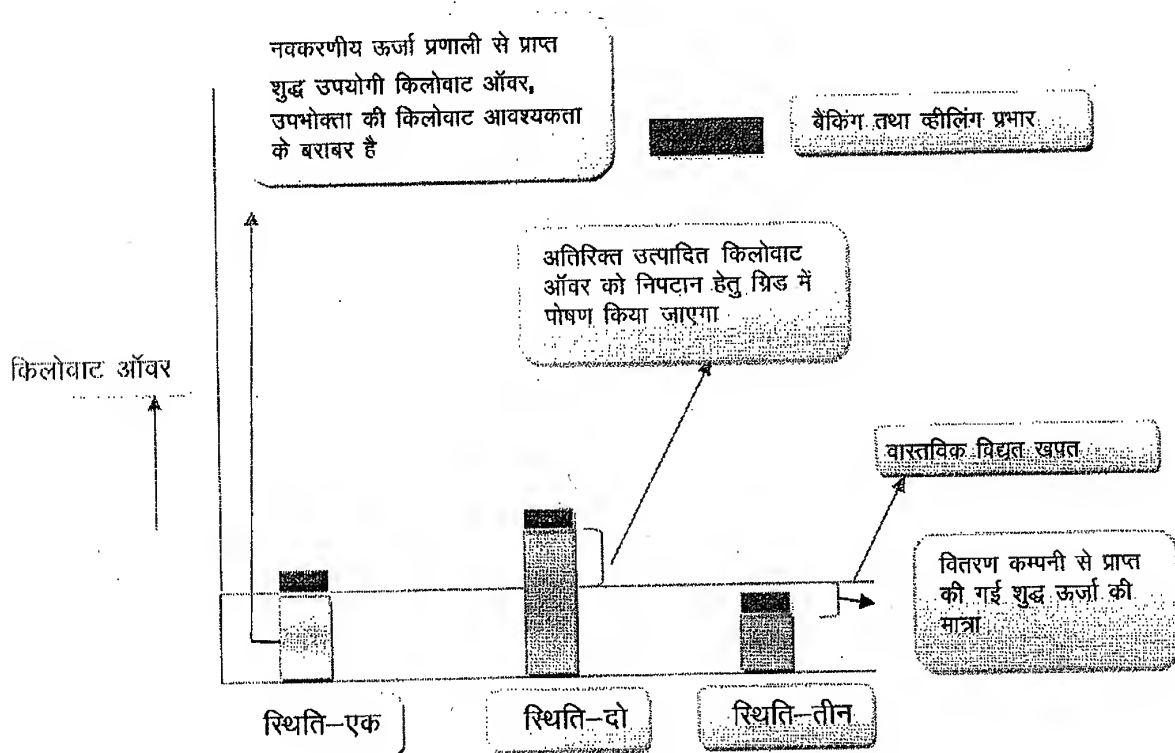 नवकरणीय ऊर्जा प्रणाली से प्राप्त
शुद्ध उपयोगी किलोवाट ऑवर,
उपभोक्ता की किलोवाट आवश्यकता
के बराबर है
बैंकिंग तथा व्हीलिंग प्रभार
अतिरिक्त उत्पादित किलोवाट
ऑवर को निपटान हेतु ग्रिड में
पोषण किया जाएगा
किलोवाट ऑवर
वास्तविक विद्युत खपत
वितरण कम्पनी से प्राप्त
की गई शुद्ध ऊर्जा की
मात्रा
स्थिति–एक
स्थिति–दो
स्थिति–तीन